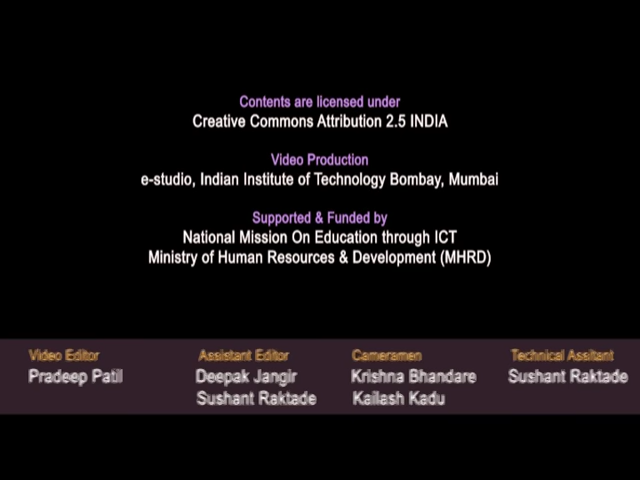 Contents are licensed under
Creative Commons Attribution 2.5 INDIA
Video Production
e-studio, Indian Institute of Technology Bombay, Mumbai
Supported & Funded by
National Mission On Education through ICT
Ministry of Human Resources & Development (MHRD)
Video Editor
Pradeep Patil
Assistant Editor
Deepak Jangir
Sushant Raktade
Cameramen
Krishna Bhandare
Kailash Kadu
Technical Assitant
Sushant Raktade